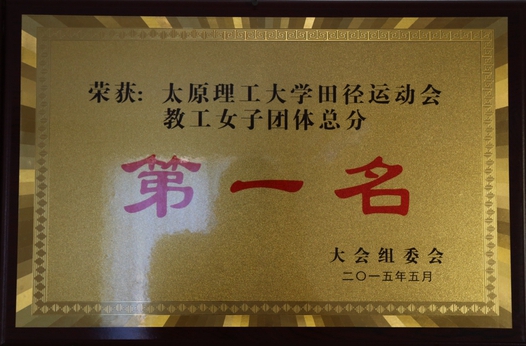 荣获：太原理工大学田径运动会
教工女子团体总分
第一名
大会组委会
二〇一五年五月